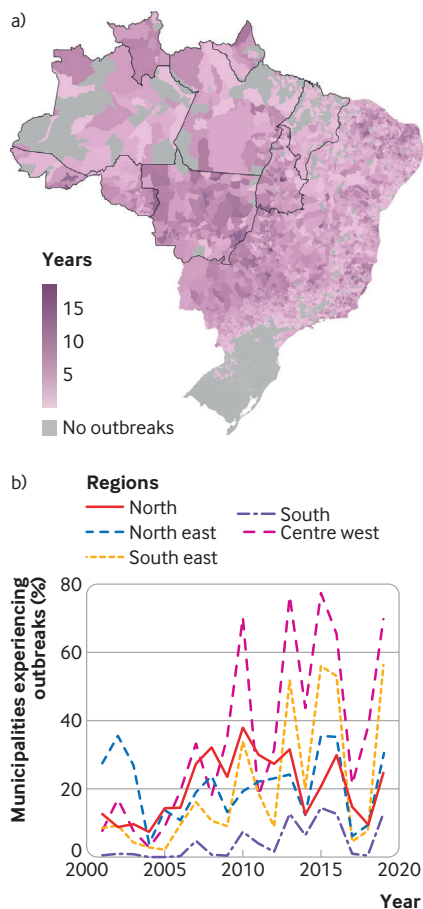 a)
Years
15
10
5
No outbreaks
b)
Regions
North
South
North east
Centre west
South east
Municipalities experiencing
outbreaks (%)
80
60
40
20
0
2000
2005
2010
2015
2020
Year